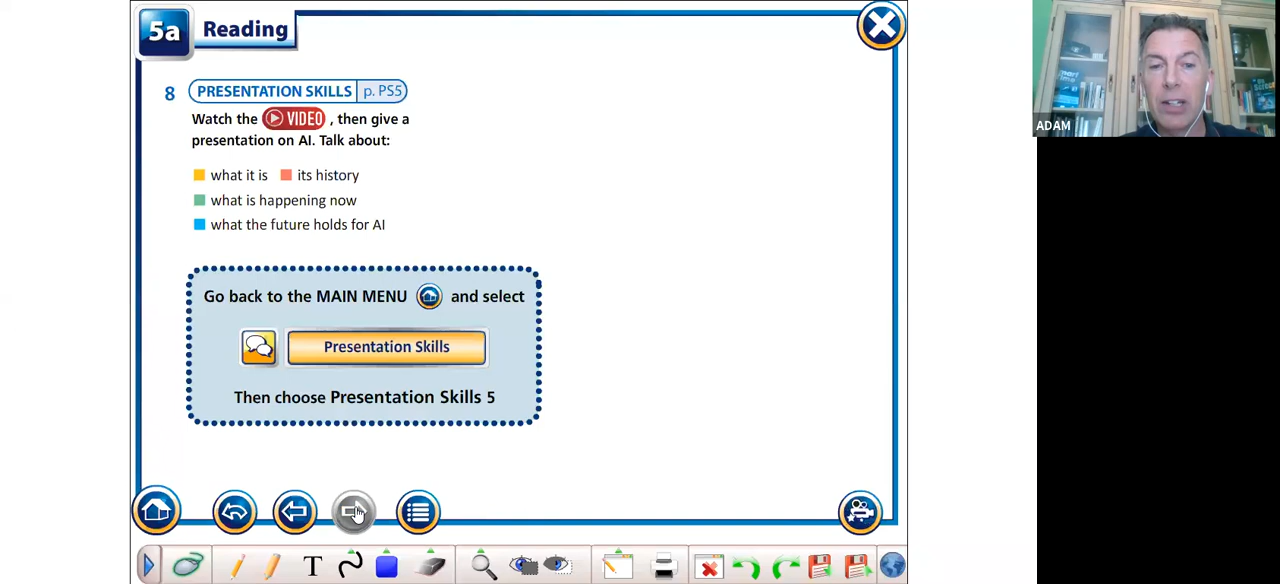 5a Reading
8 PRESENTATION SKILLS p. PS5
Watch the VIDEO , then give a
presentation on AI. Talk about:
what it is its history
what is happening now
what the future holds for AI
Go back to the MAIN MENU and select
Presentation Skills
Then choose Presentation Skills 5
T
ADAM